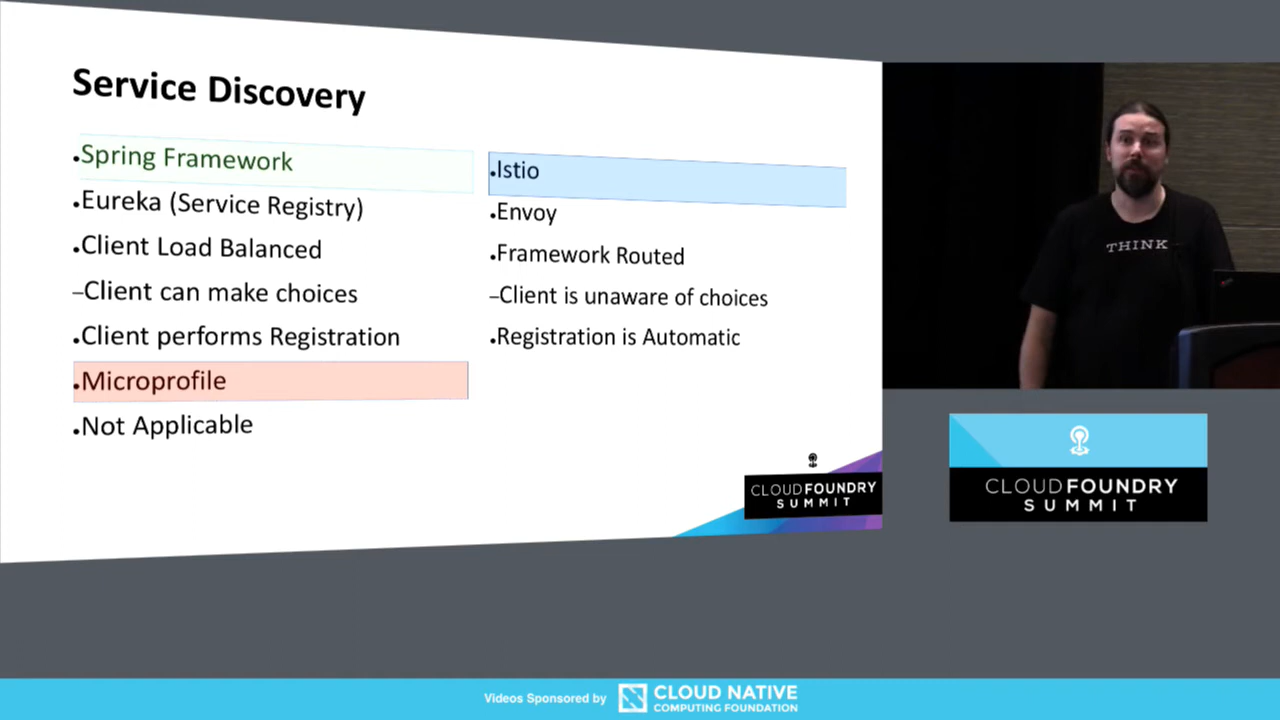 Service Discovery
•Spring Framework
•Eureka (Service Registry)
•Client Load Balanced
–Client can make choices
•Client performs Registration
•Microprofile
•Not Applicable
•Istio
•Envoy
•Framework Routed
–Client is unaware of choices
•Registration is Automatic
CLOUDFOUNDRY
SUMMIT
THINK
CLOUDFOUNDRY
SUMMIT
Videos Sponsored by
CLOUD NATIVE
COMPUTING FOUNDATION